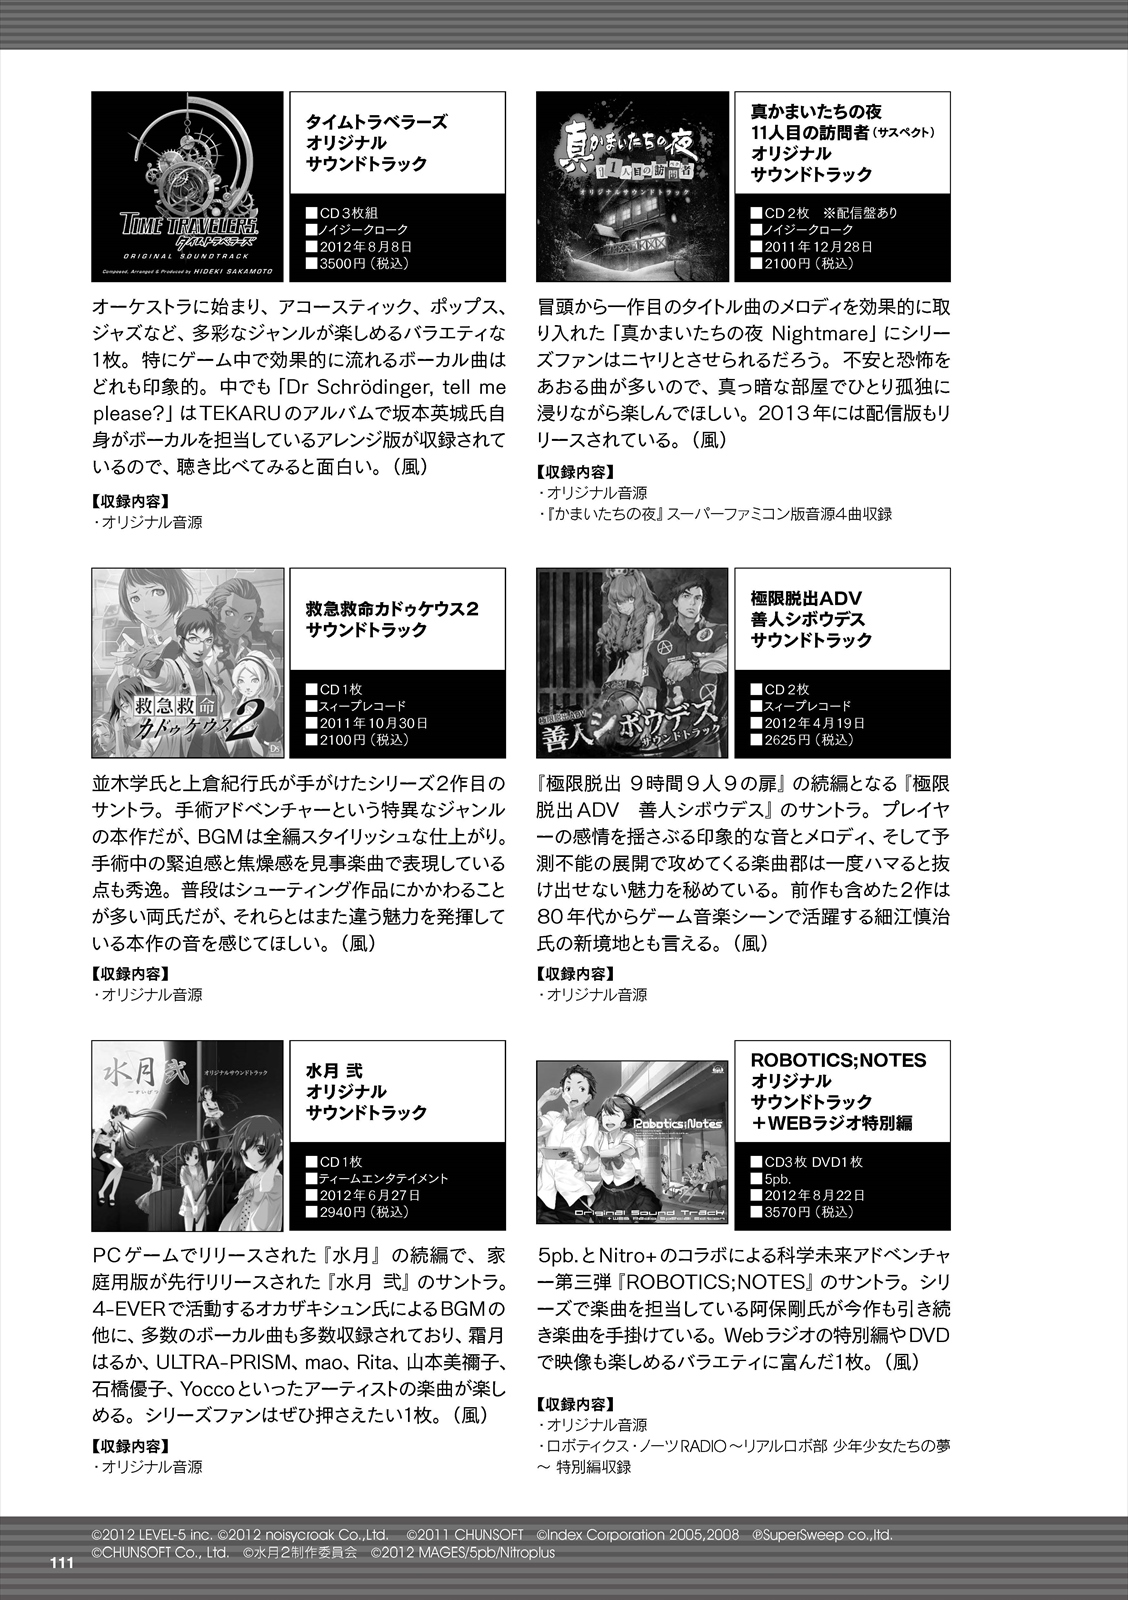 TIME TRAVELERS
タイムトラベラーズ
ORIGINAL SOUNDTRACK
Composed, Arranged & Produced by HIDEKI SAKAMOTO
タイムトラベラーズ
オリジナル
サウンドトラック
■CD3枚組
■ノイジークローク
■2012年8月8日
■3500円（税込）
オーケストラに始まり、アコースティック、ポップス、
ジャズなど、多彩なジャンルが楽しめるバラエティな
1枚。特にゲーム中で効果的に流れるボーカル曲は
どれも印象的。中でも「Dr Schrödinger, tell me
please?」はTEKARUのアルバムで坂本英城氏自
身がボーカルを担当しているアレンジ版が収録されて
いるので、聴き比べてみると面白い。（風）
【収録内容】
・オリジナル音源
真かまいたちの夜
11人目の訪問者
オリジナルサウンドトラック
真かまいたちの夜
11人目の訪問者（サスペクト）
オリジナル
サウンドトラック
■CD2枚　※配信盤あり
■ノイジークローク
■2011年12月28日
■2100円（税込）
冒頭から一作目のタイトル曲のメロディを効果的に取
り入れた「真かまいたちの夜 Nightmare」にシリー
ズファンはニヤリとさせられるだろう。不安と恐怖を
あおる曲が多いので、真っ暗な部屋でひとり孤独に
浸りながら楽しんでほしい。2013年には配信版もリ
リースされている。（風）
【収録内容】
・オリジナル音源
・『かまいたちの夜』スーパーファミコン版音源4曲収録
救急救命
カドゥケウス2
DS
救急救命カドゥケウス2
サウンドトラック
■CD1枚
■スィープレコード
■2011年10月30日
■2100円（税込）
並木学氏と上倉紀行氏が手がけたシリーズ2作目の
サントラ。手術アドベンチャーという特異なジャンル
の本作だが、BGMは全編スタイリッシュな仕上がり。
手術中の緊迫感と焦燥感を見事楽曲で表現している
点も秀逸。普段はシューティング作品にかかわること
が多い両氏だが、それらとはまた違う魅力を発揮して
いる本作の音を感じてほしい。（風）
【収録内容】
・オリジナル音源
極限脱出ADV
善人シボウデス
サウンドトラック
極限脱出ADV
善人シボウデス
サウンドトラック
■CD2枚
■スィープレコード
■2012年4月19日
■2625円（税込）
『極限脱出 9時間9人9の扉』の続編となる『極限
脱出ADV　善人シボウデス』のサントラ。プレイヤ
ーの感情を揺さぶる印象的な音とメロディ、そして予
測不能の展開で攻めてくる楽曲郡は一度ハマると抜
け出せない魅力を秘めている。前作も含めた2作は
80年代からゲーム音楽シーンで活躍する細江慎治
氏の新境地とも言える。（風）
【収録内容】
・オリジナル音源
水月弐
ーすいげつー
オリジナルサウンドトラック
水月 弐
オリジナル
サウンドトラック
■CD1枚
■ティームエンタテイメント
■2012年6月27日
■2940円（税込）
PCゲームでリリースされた『水月』の続編で、家
庭用版が先行リリースされた『水月 弐』のサントラ。
4-EVERで活動するオカザキシュン氏によるBGMの
他に、多数のボーカル曲も多数収録されており、霜月
はるか、ULTRA-PRISM、mao、Rita、山本美禰子、
石橋優子、Yoccoといったアーティストの楽曲が楽し
める。シリーズファンはぜひ押さえたい1枚。（風）
【収録内容】
・オリジナル音源
Robotics;Notes
Original Sound Track
+WEB Radio Special Edition
ROBOTICS;NOTES
オリジナル
サウンドトラック
＋WEBラジオ特別編
■CD3枚 DVD1枚
■5pb.
■2012年8月22日
■3570円（税込）
5pb.とNitro+のコラボによる科学未来アドベンチャ
ー第三弾『ROBOTICS;NOTES』のサントラ。シリ
ーズで楽曲を担当している阿保剛氏が今作も引き続
き楽曲を手掛けている。Webラジオの特別編やDVD
で映像も楽しめるバラエティに富んだ1枚。（風）
【収録内容】
・オリジナル音源
・ロボティクス・ノーツRADIO～リアルロボ部 少年少女たちの夢
～ 特別編収録
©2012 LEVEL-5 inc. ©2012 noisycroak Co.,Ltd.　©2011 CHUNSOFT　©Index Corporation 2005,2008　℗SuperSweep co.,ltd.
©CHUNSOFT Co., Ltd.　©水月2制作委員会　©2012 MAGES/5pb/Nitroplus
111